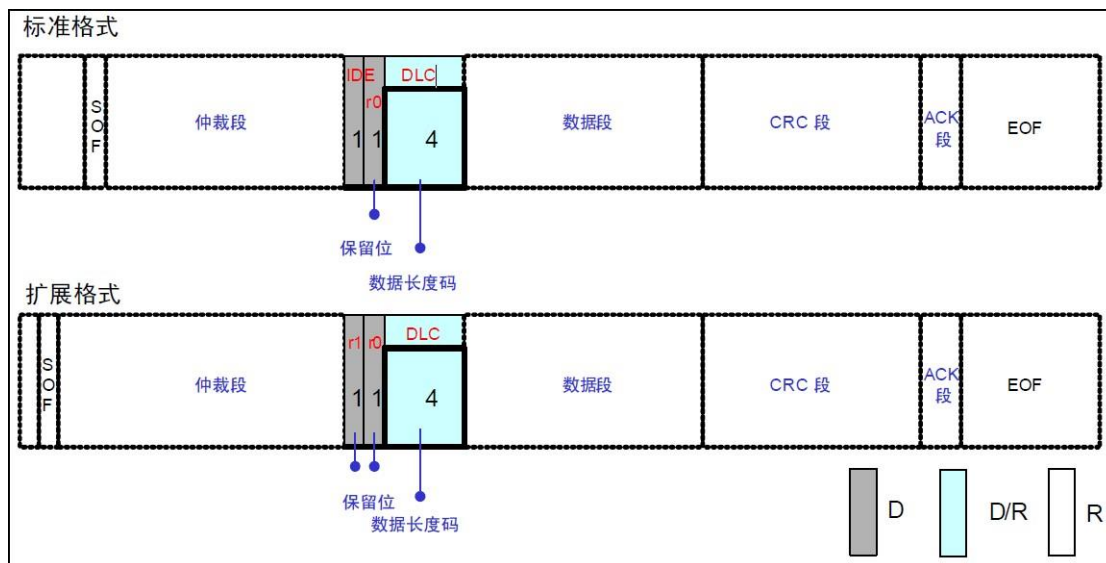 标准格式
SOF
仲裁段
IDE
r0
DLC
1
1
4
数据段
CRC 段
ACK
段
EOF
保留位
数据长度码
扩展格式
SOF
仲裁段
r1
r0
DLC
1
1
4
数据段
CRC 段
ACK
段
EOF
保留位
数据长度码
D
D/R
R